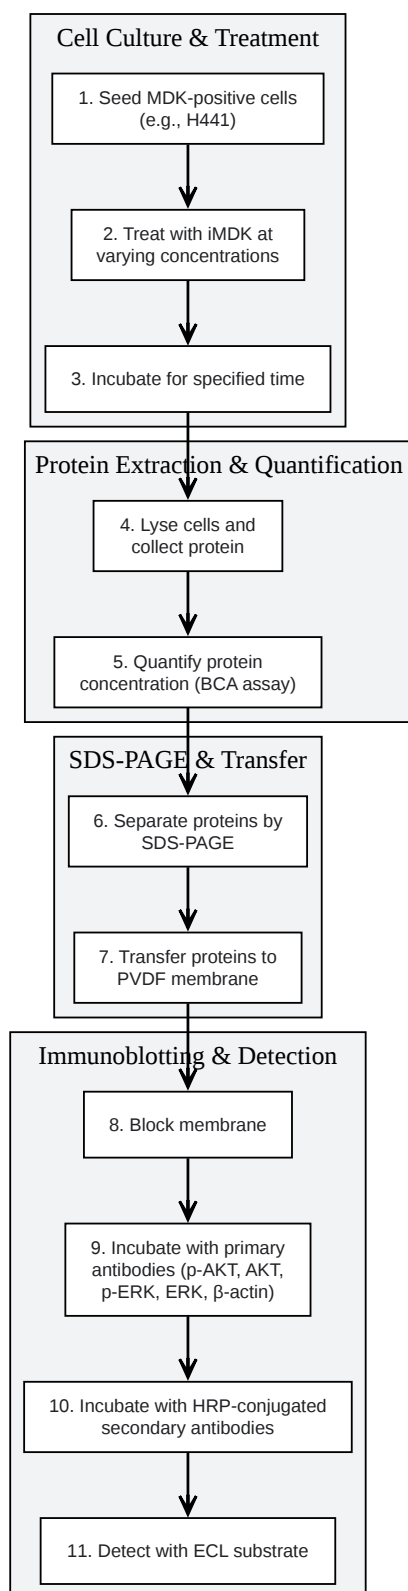 Cell Culture & Treatment
1. Seed MDK-positive cells
(e.g., H441)
2. Treat with iMDK at
varying concentrations
3. Incubate for specified time
Protein Extraction & Quantification
4. Lyse cells and
collect protein
5. Quantify protein
concentration (BCA assay)
SDS-PAGE & Transfer
6. Separate proteins by
SDS-PAGE
7. Transfer proteins to
PVDF membrane
Immunoblotting & Detection
8. Block membrane
9. Incubate with primary
antibodies (p-AKT, AKT,
p-ERK, ERK, β-actin)
10. Incubate with HRP-conjugated
secondary antibodies
11. Detect with ECL substrate